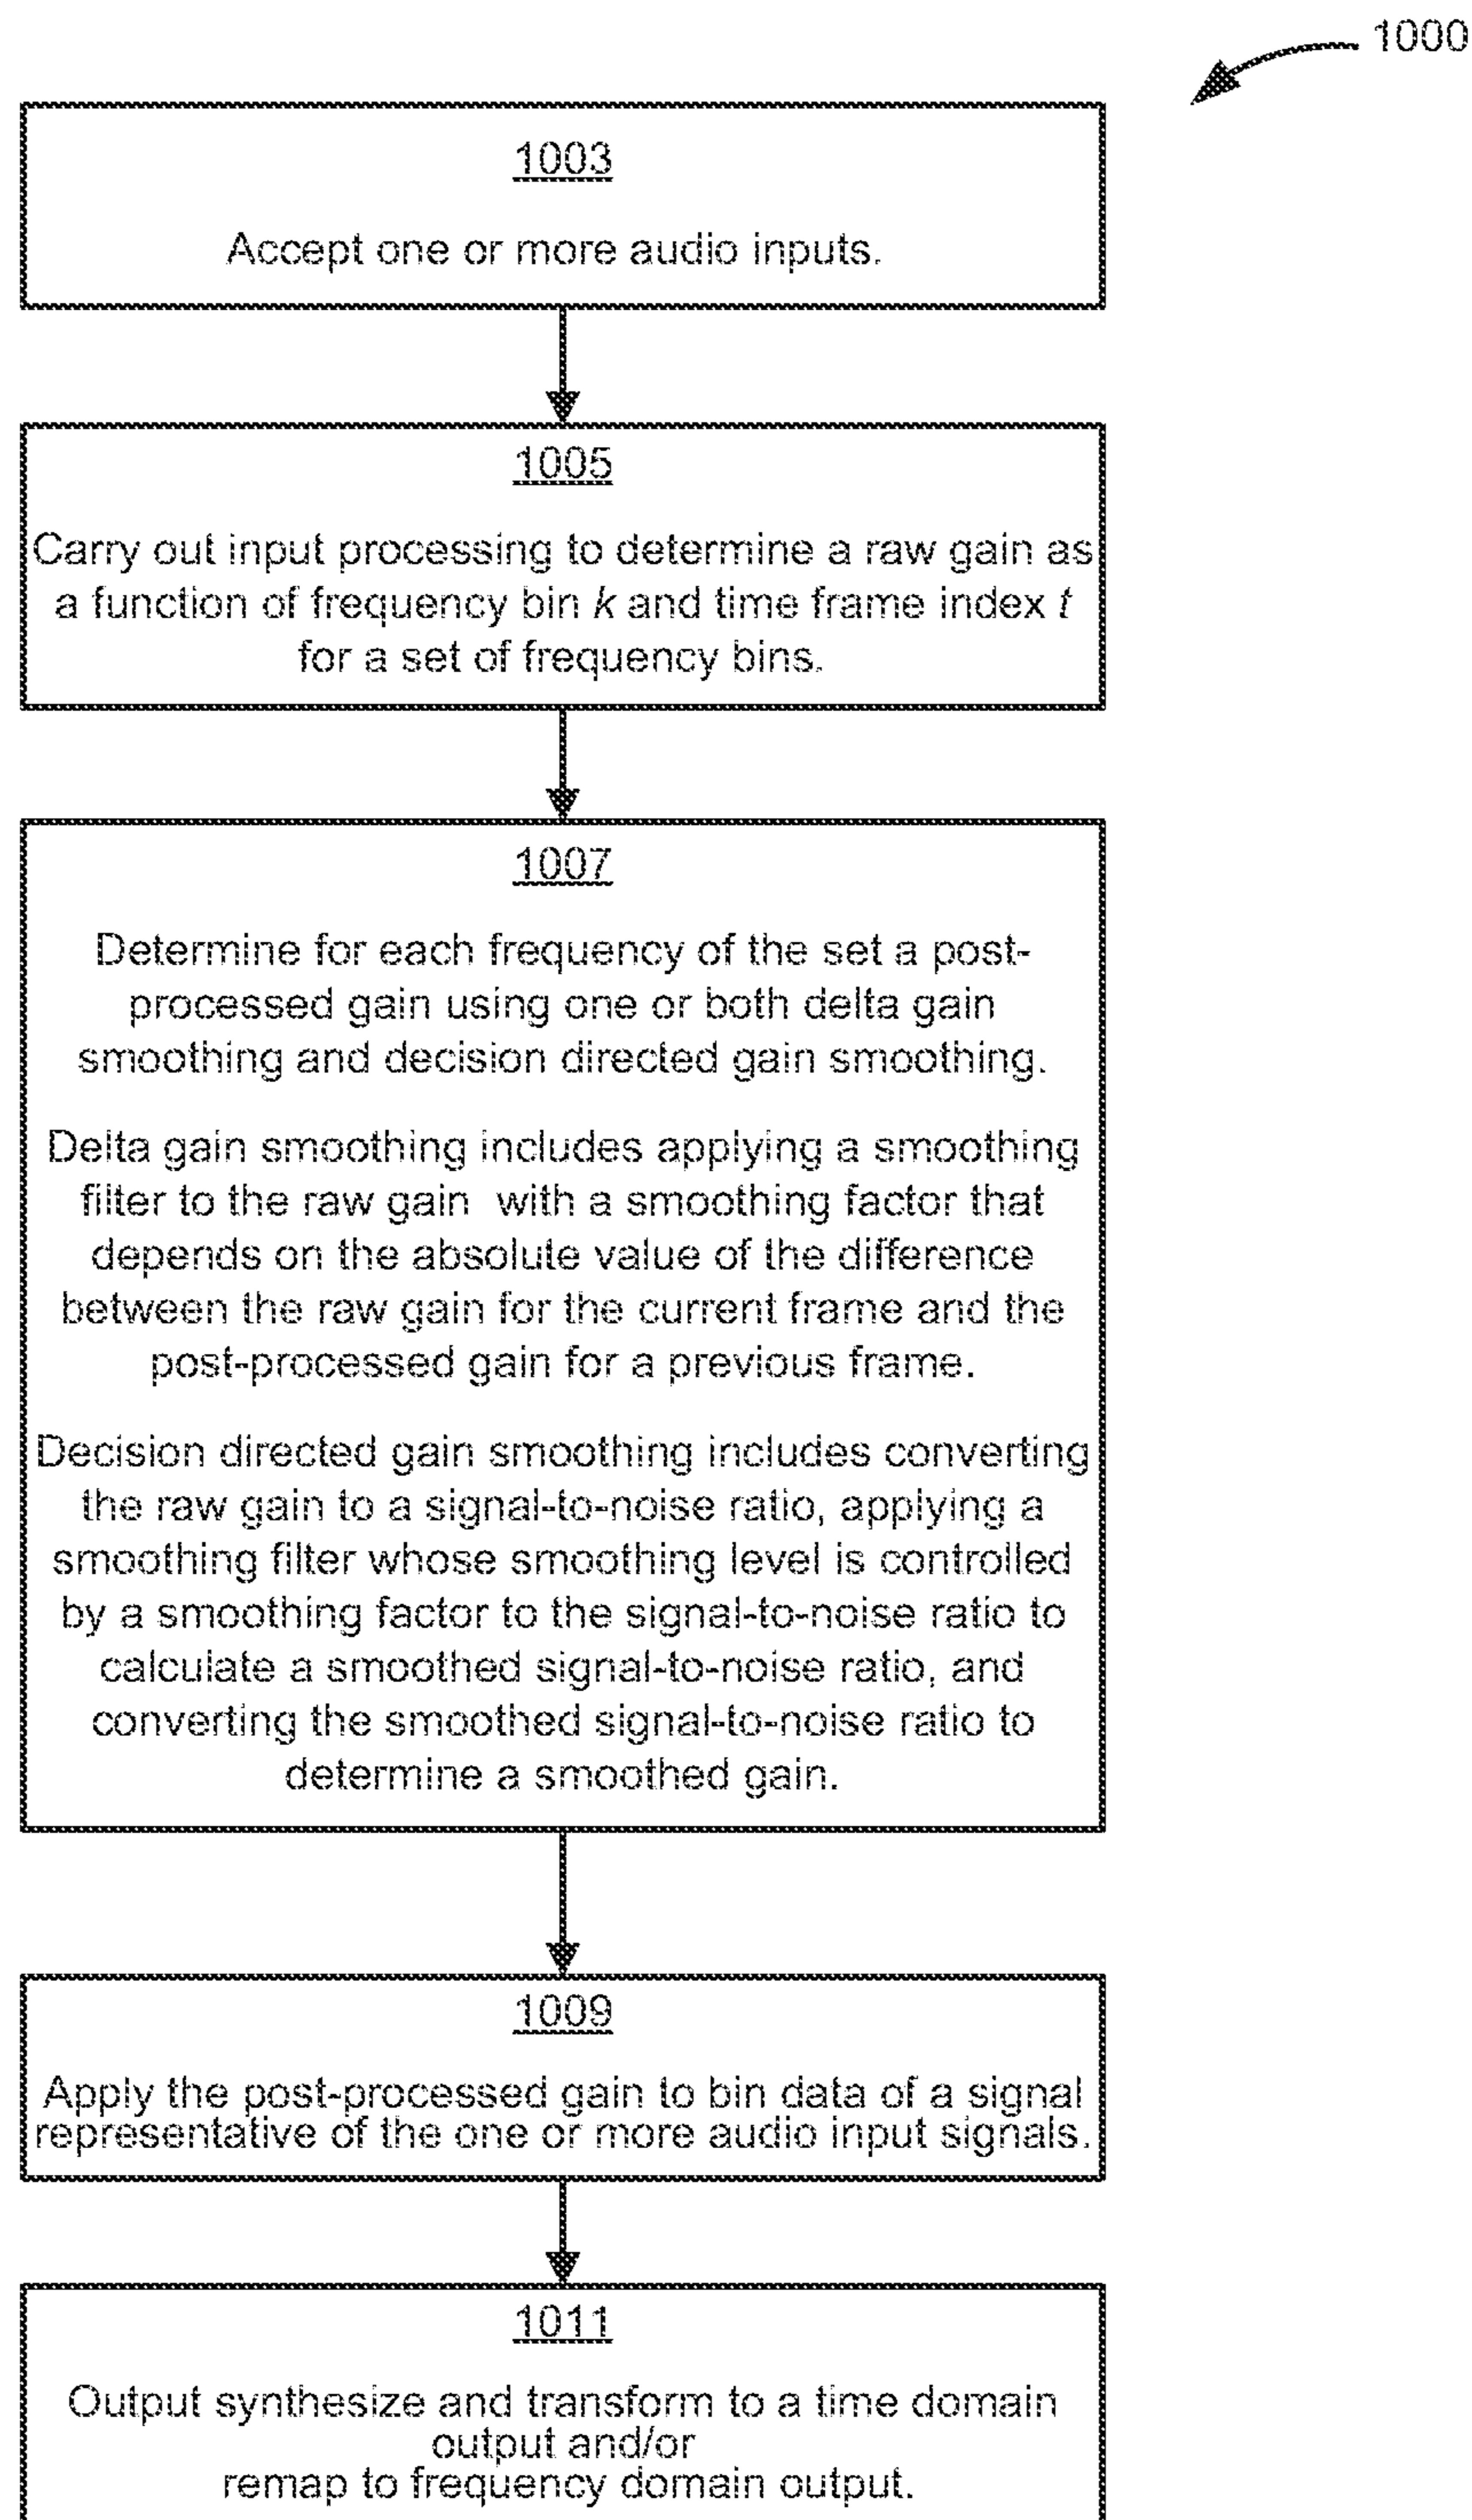 1000
1003
Accept one or more audio inputs.
1005
Carry out input processing to determine a raw gain as
a function of frequency bin k and time frame index t
for a set of frequency bins.
1007
Determine for each frequency of the set a post-
processed gain using one or both delta gain
smoothing and decision directed gain smoothing.
Delta gain smoothing includes applying a smoothing
filter to the raw gain with a smoothing factor that
depends on the absolute value of the difference
between the raw gain for the current frame and the
post-processed gain for a previous frame.
Decision directed gain smoothing includes converting
the raw gain to a signal-to-noise ratio, applying a
smoothing filter whose smoothing level is controlled
by a smoothing factor to the signal-to-noise ratio to
calculate a smoothed signal-to-noise ratio, and
converting the smoothed signal-to-noise ratio to
determine a smoothed gain.
1009
Apply the post-processed gain to bin data of a signal
representative of the one or more audio input signals.
1011
Output synthesize and transform to a time domain
output and/or
remap to frequency domain output.